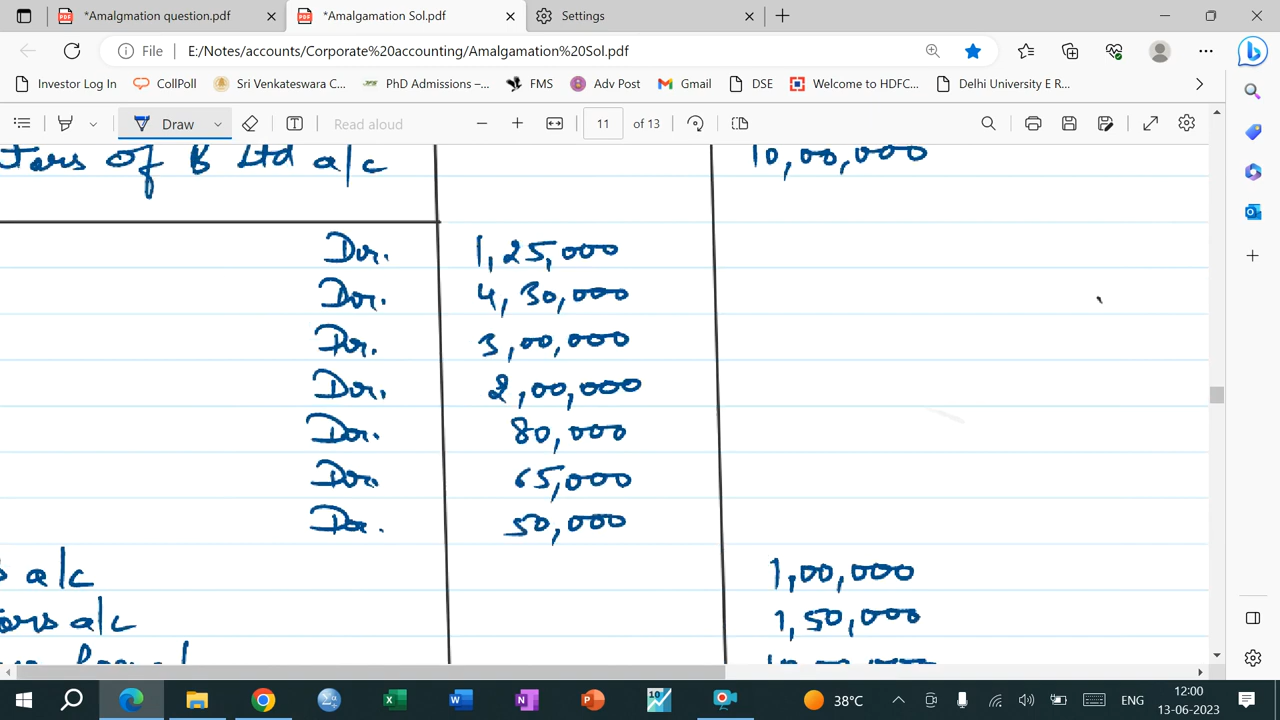 *Amalgmation question.pdf
*Amalgamation Sol.pdf
Settings
File E:/Notes/accounts/Corporate%20accounting/Amalgamation%20Sol.pdf
Investor Log In CollPoll Sri Venkateswara C... PhD Admissions –... FMS Adv Post Gmail DSE Welcome to HDFC... Delhi University E R...
Draw Read aloud 11 of 13
tors of B Ltd a/c 10,00,000
Dr. 1,25,000
Dr. 4,30,000
Dr. 3,00,000
Dr. 2,00,000
Dr. 80,000
Dr. 65,000
Dr. 50,000
a/c 1,00,000
tors a/c 1,50,000
38°C ENG 12:00
13-06-2023